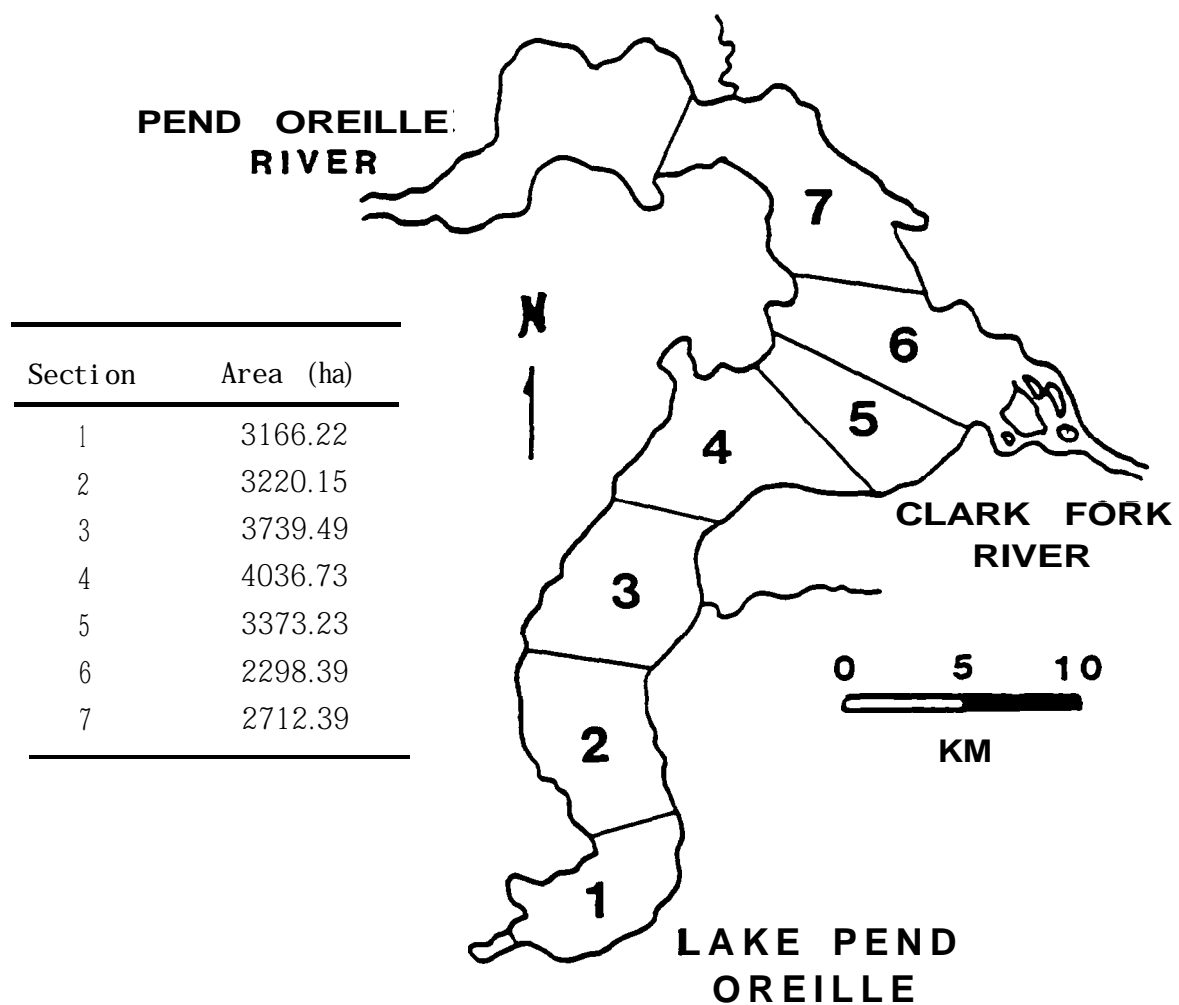 PEND OREILLE
RIVER
7
N
6
5
4
3
2
1
Section Area (ha)
1 3166.22
2 3220.15
3 3739.49
4 4036.73
5 3373.23
6 2298.39
7 2712.39
CLARK FORK
RIVER
0 5 10
KM
LAKE PEND
OREILLE